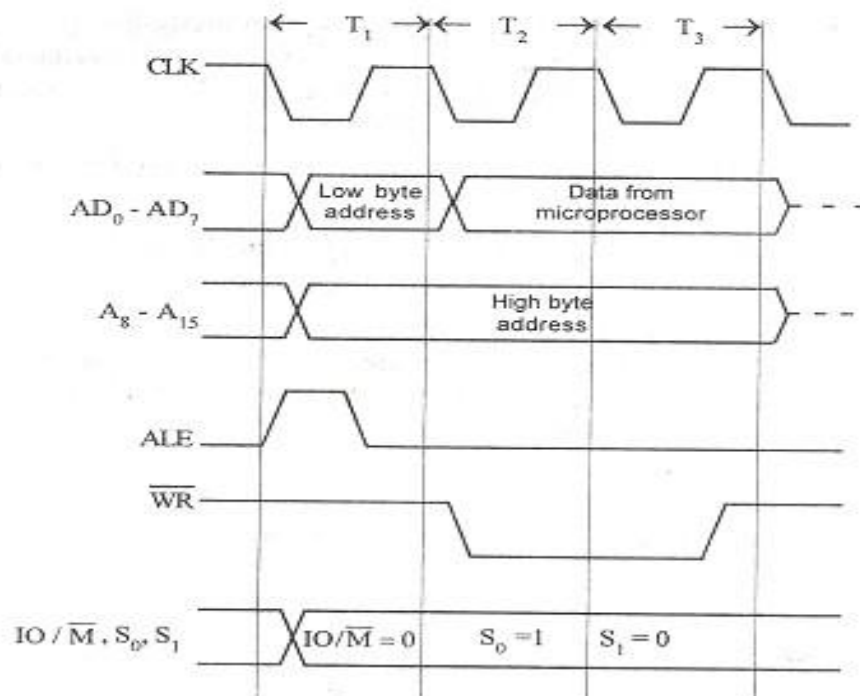 T₁ T₂ T₃
CLK
AD₀ - AD₇ Low byte address Data from microprocessor
A₈ - A₁₅ High byte address
ALE
W̅R̅
IO / M̅ , S₀, S₁ IO/M̅ = 0 S₀ =1 S₁ = 0